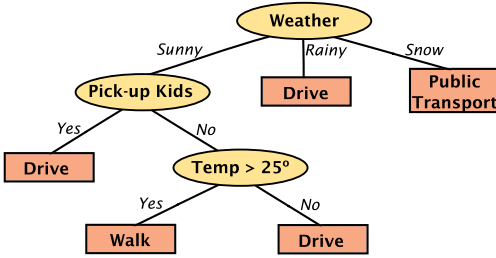 Weather
Sunny
Rainy
Snow
Pick-up Kids
Drive
Public
Transport
Yes
No
Drive
Temp > 25º
Yes
No
Walk
Drive